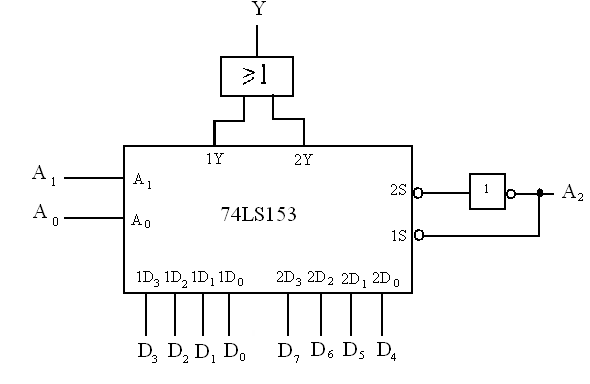 Y
≥1
1Y 2Y
A1 A1 2S 1 A2
A0 A0 74LS153 1S
1D3 1D2 1D1 1D0 2D3 2D2 2D1 2D0
D3 D2 D1 D0 D7 D6 D5 D4